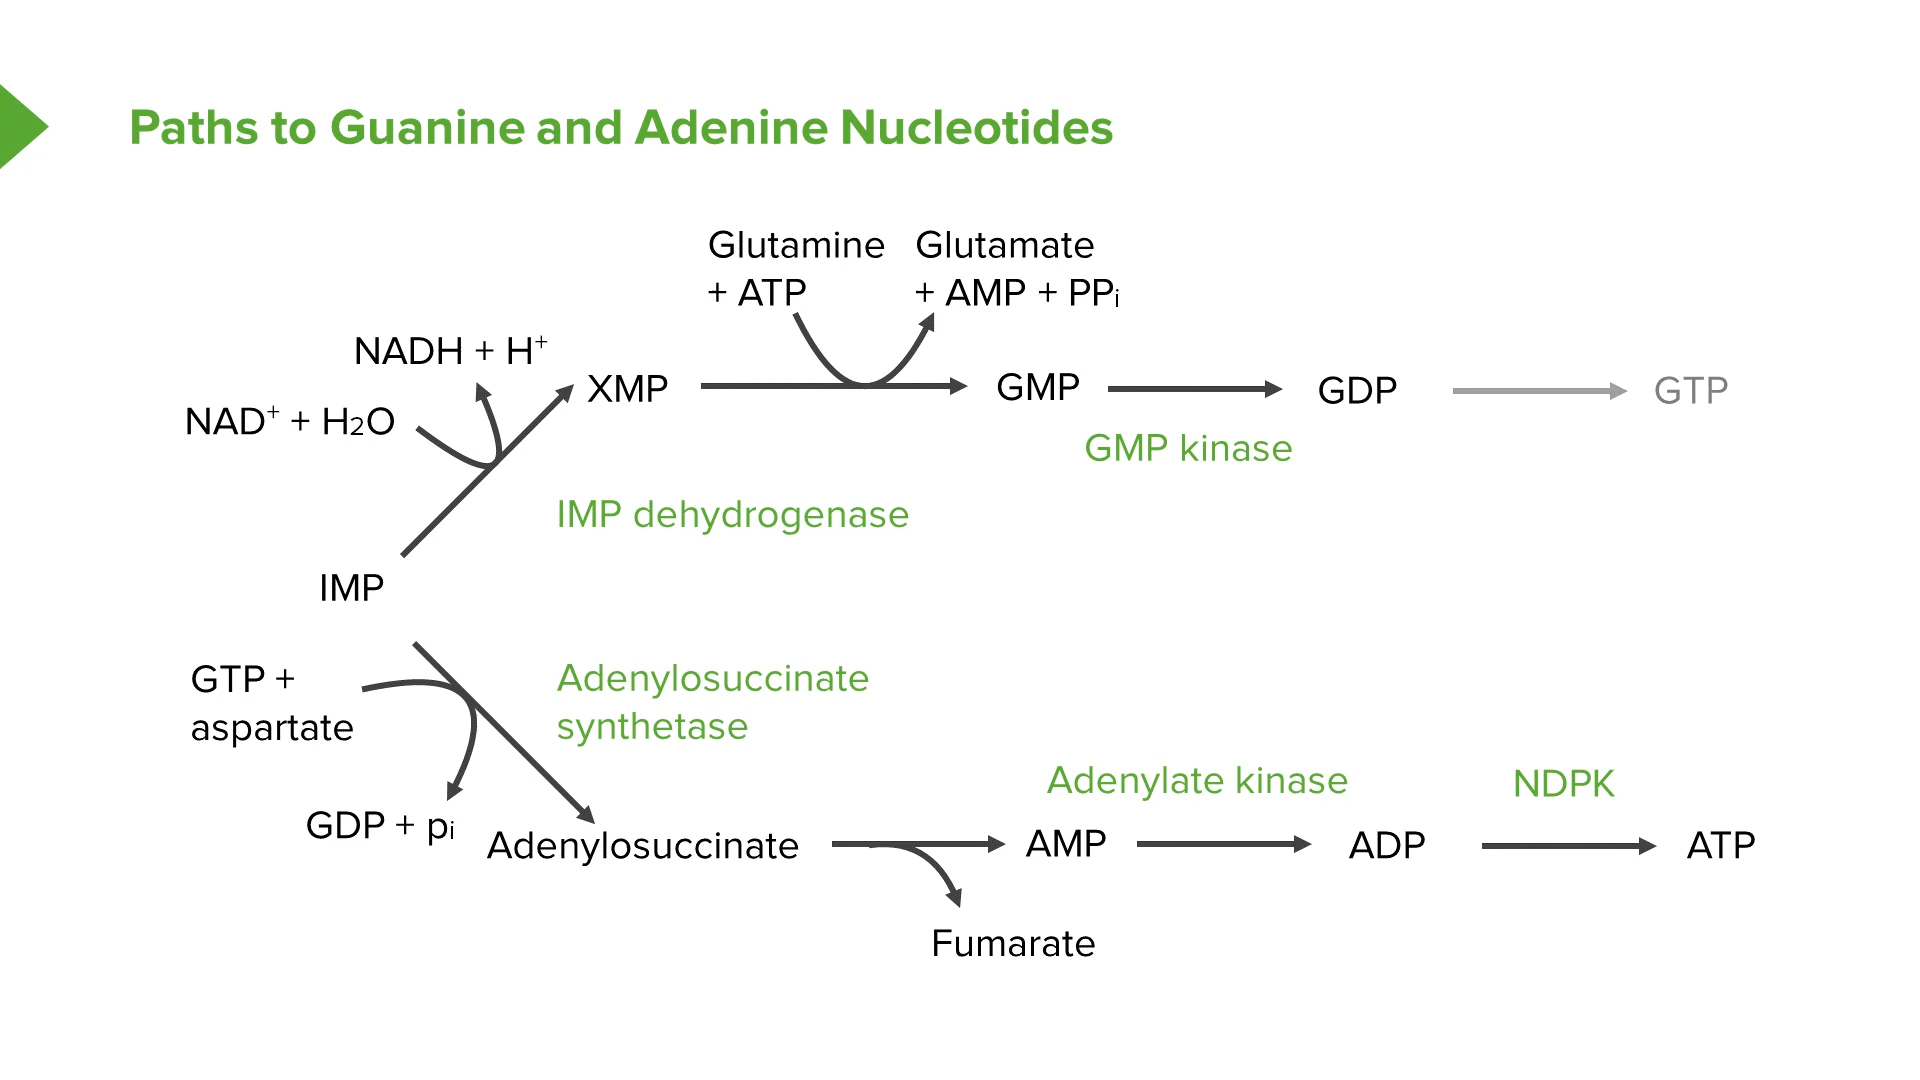 Paths to Guanine and Adenine Nucleotides
Glutamine
+ ATP
Glutamate
+ AMP + PPi
NADH + H⁺
NAD⁺ + H₂O
XMP
GMP
GDP
GTP
GMP kinase
IMP dehydrogenase
IMP
GTP +
aspartate
Adenylosuccinate
synthetase
GDP + pi
Adenylosuccinate
Adenylate kinase
NDPK
AMP
ADP
ATP
Fumarate